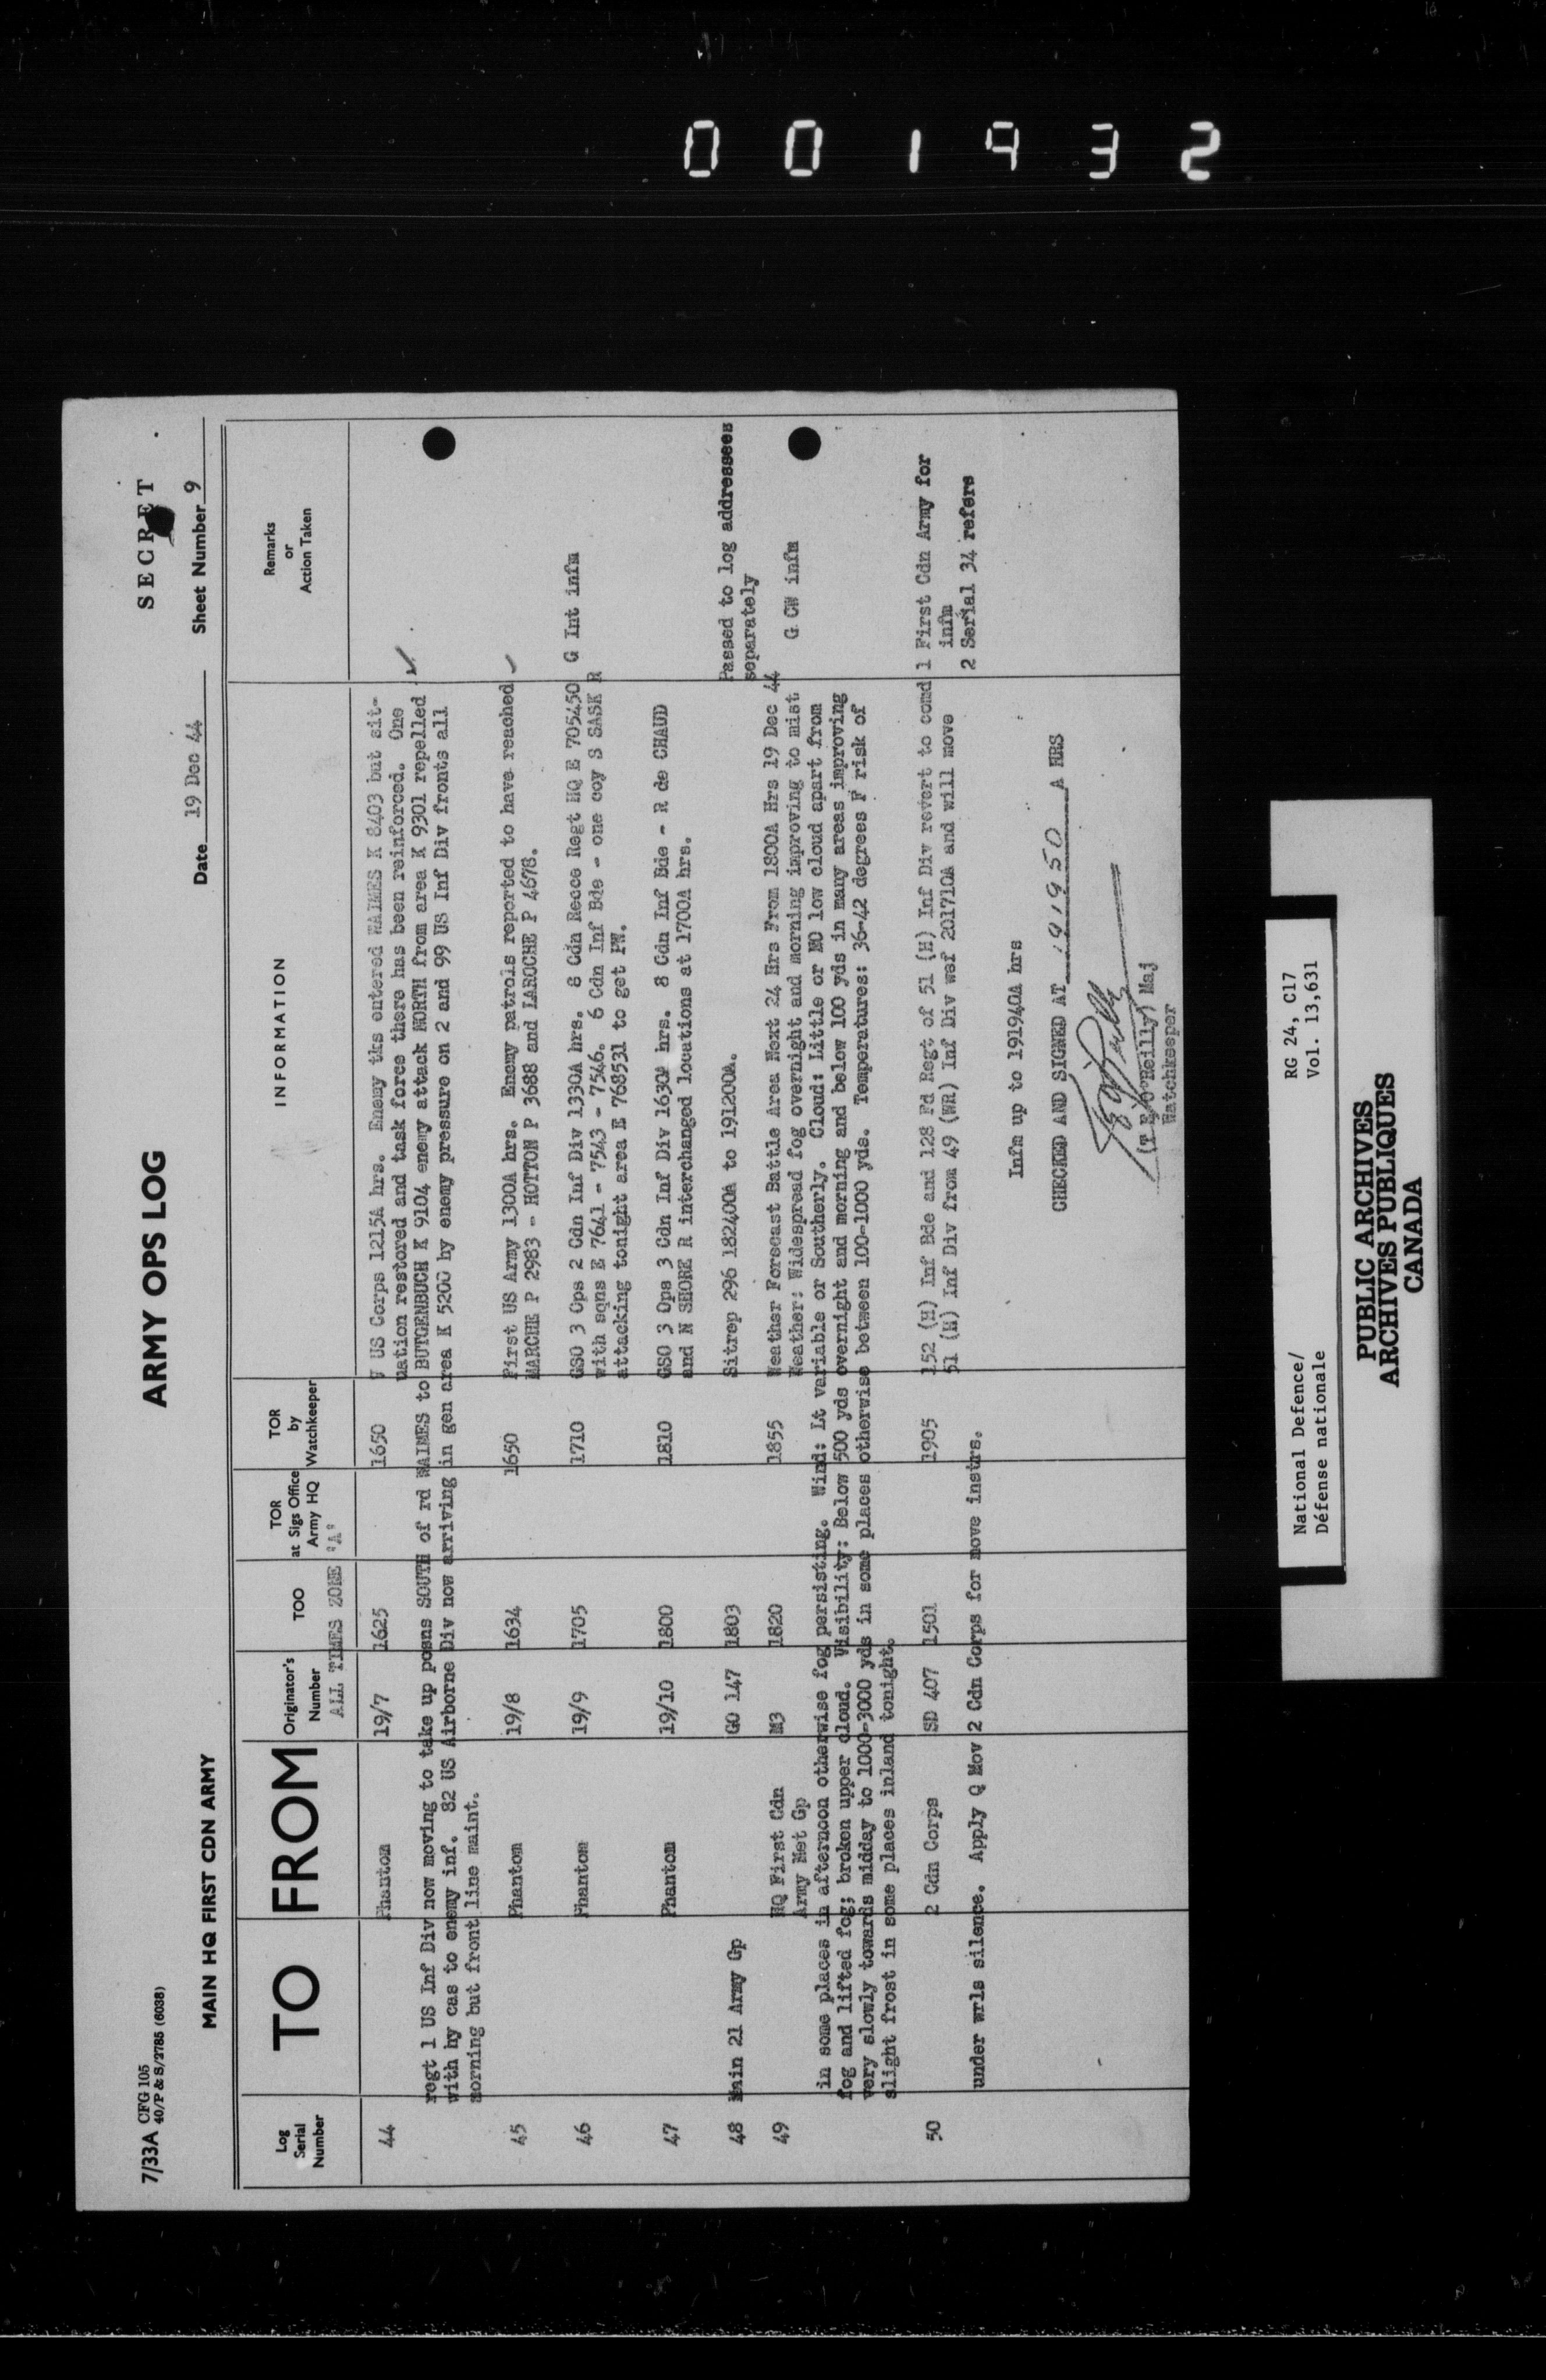 001932
7/33A CFG 105
40/P & S/2785 (6038)
ARMY OPS LOG
SECRET
MAIN HQ FIRST CDN ARMY
Date 19 Dec 44
Sheet Number 9
Log Serial Number
TO
FROM
Originator's Number
TOO
TOR at Sigs Office Army HQ
TOR by Watchkeeper
INFORMATION
Remarks or Action Taken
ALL TIMES ZONE 'A'
44 Phantom 19/7 1625 1650 V US Corps 1215A hrs. Enemy tks entered WAIMES K 8403 but sit-
uation restored and task force there has been reinforced. One
regt 1 US Inf Div now moving to take up posns SOUTH of rd WAIMES to BUTGENBUCH K 9104 enemy attack NORTH from area K 9301 repelled
with hy cas to enemy inf. 82 US Airborne Div now arriving in gen area K 5200 by enemy pressure on 2 and 99 US Inf Div fronts all
morning but front line maint.
45 Phantom 19/8 1634 1650 First US Army 1300A hrs. Enemy patrols reported to have reached
MARCHE P 2983 - HOTTON P 3688 and LAROCHE P 4678.
46 Phantom 19/9 1705 1710 GSO 3 Ops 2 Cdn Inf Div 1330A hrs. 8 Cdn Recce Regt HQ E 705450 G Int infm
with sqns E 7641 - 7543 - 7546. 6 Cdn Inf Bde - one coy S SASK R
attacking tonight area E 768531 to get PW.
47 Phantom 19/10 1800 1810 GSO 3 Ops 3 Cdn Inf Div 1630A hrs. 8 Cdn Inf Bde - R de CHAUD
and N SHORE R interchanged locations at 1700A hrs.
48 Main 21 Army Gp GO 147 1803 Sitrep 296 182400A to 191200A. Passed to log addressees
separately
49 HQ First Cdn M3 1820 1855 Weather Forecast Battle Area Next 24 Hrs From 1800A Hrs 19 Dec 44 G CW infm
Army Met Gp Weather: Widespread fog overnight and morning improving to mist
in some places in afternoon otherwise fog persisting. Wind: Lt variable or Southerly. Cloud: Little or NO low cloud apart from
fog and lifted fog; broken upper cloud. Visibility: Below 500 yds overnight and morning and below 100 yds in many areas improving
very slowly towards midday to 1000-3000 yds in some places otherwise between 100-1000 yds. Temperatures: 36-42 degrees F risk of
slight frost in some places inland tonight.
50 2 Cdn Corps SD 407 1501 1905 152 (H) Inf Bde and 128 Fd Regt of 51 (H) Inf Div revert to comd 1 First Cdn Army for
51 (H) Inf Div from 49 (WR) Inf Div wef 201710A and will move infm
under wrls silence. Apply Q Mov 2 Cdn Corps for move instrs. 2 Serial 34 refers
Infm up to 191940A hrs
CHECKED AND SIGNED AT 191950 A HRS
(T E O'Reilly) Maj
Watchkeeper
National Defence/
Défense nationale
RG 24, C17
Vol. 13,631
PUBLIC ARCHIVES
ARCHIVES PUBLIQUES
CANADA